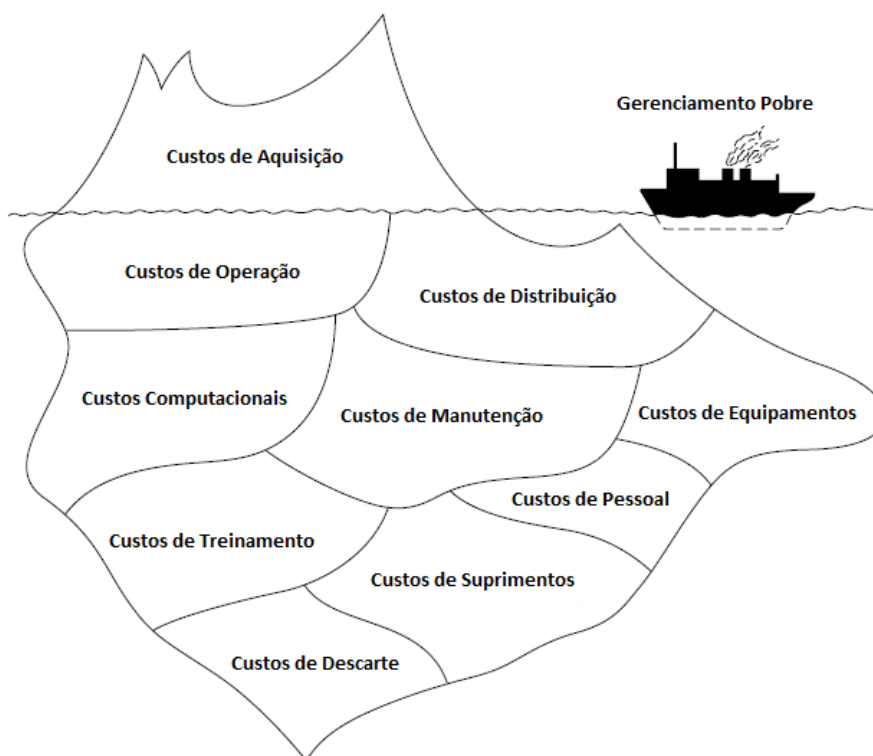 Gerenciamento Pobre
Custos de Aquisição
Custos de Operação
Custos de Distribuição
Custos Computacionais
Custos de Manutenção
Custos de Equipamentos
Custos de Pessoal
Custos de Treinamento
Custos de Suprimentos
Custos de Descarte